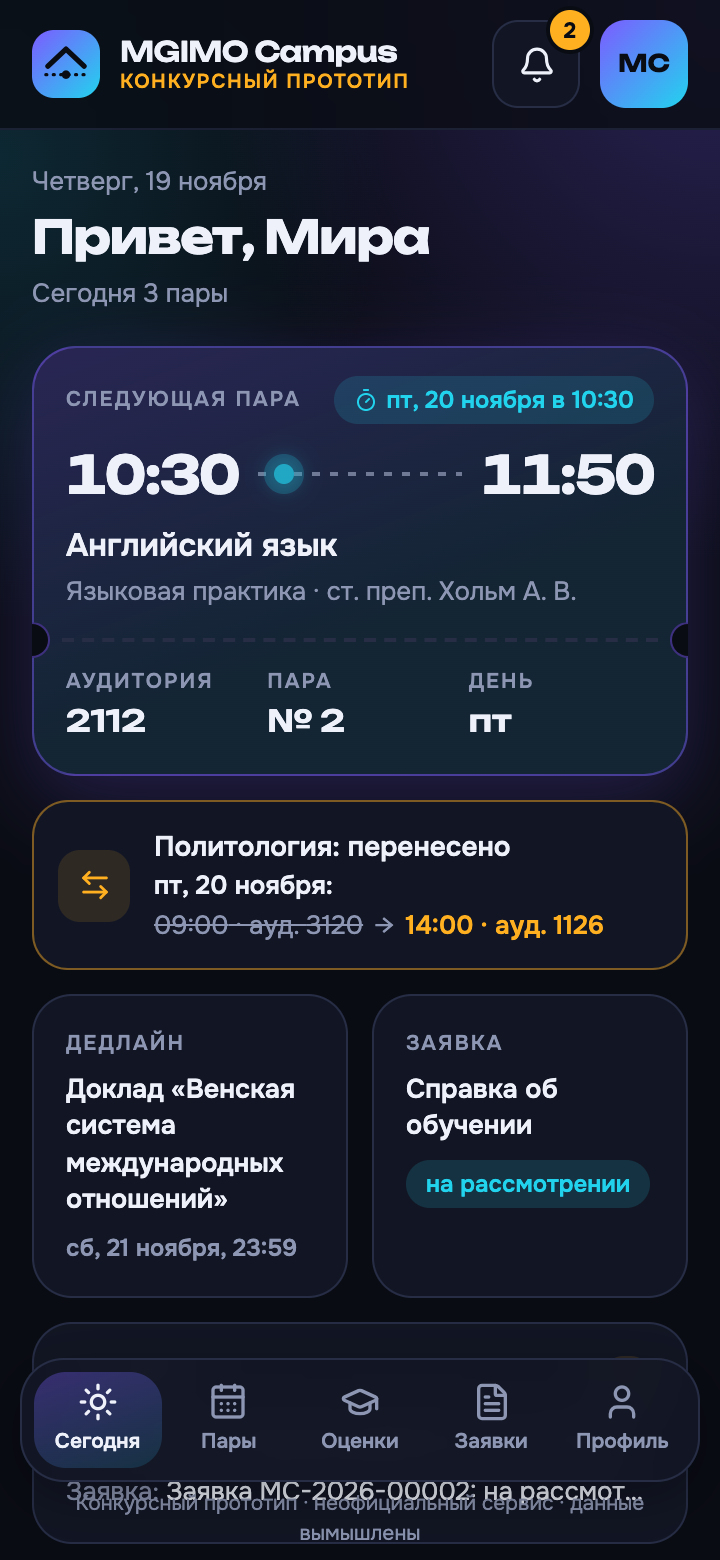 MGIMO Campus
КОНКУРСНЫЙ ПРОТОТИП
2
MC
Четверг, 19 ноября
Привет, Мира
Сегодня 3 пары
СЛЕДУЮЩАЯ ПАРА
пт, 20 ноября в 10:30
10:30
11:50
Английский язык
Языковая практика · ст. преп. Хольм А. В.
АУДИТОРИЯ ПАРА ДЕНЬ
2112 № 2 пт
Политология: перенесено
пт, 20 ноября:
09:00 · ауд. 3120 → 14:00 · ауд. 1126
ДЕДЛАЙН
Доклад «Венская
система
международных
отношений»
сб, 21 ноября, 23:59
ЗАЯВКА
Справка об
обучении
на рассмотрении
Сегодня Пары Оценки Заявки Профиль
Заявка: Заявка МС-2026-00002: на рассмот…
Конкурсный прототип · неофициальный сервис · данные
вымышлены